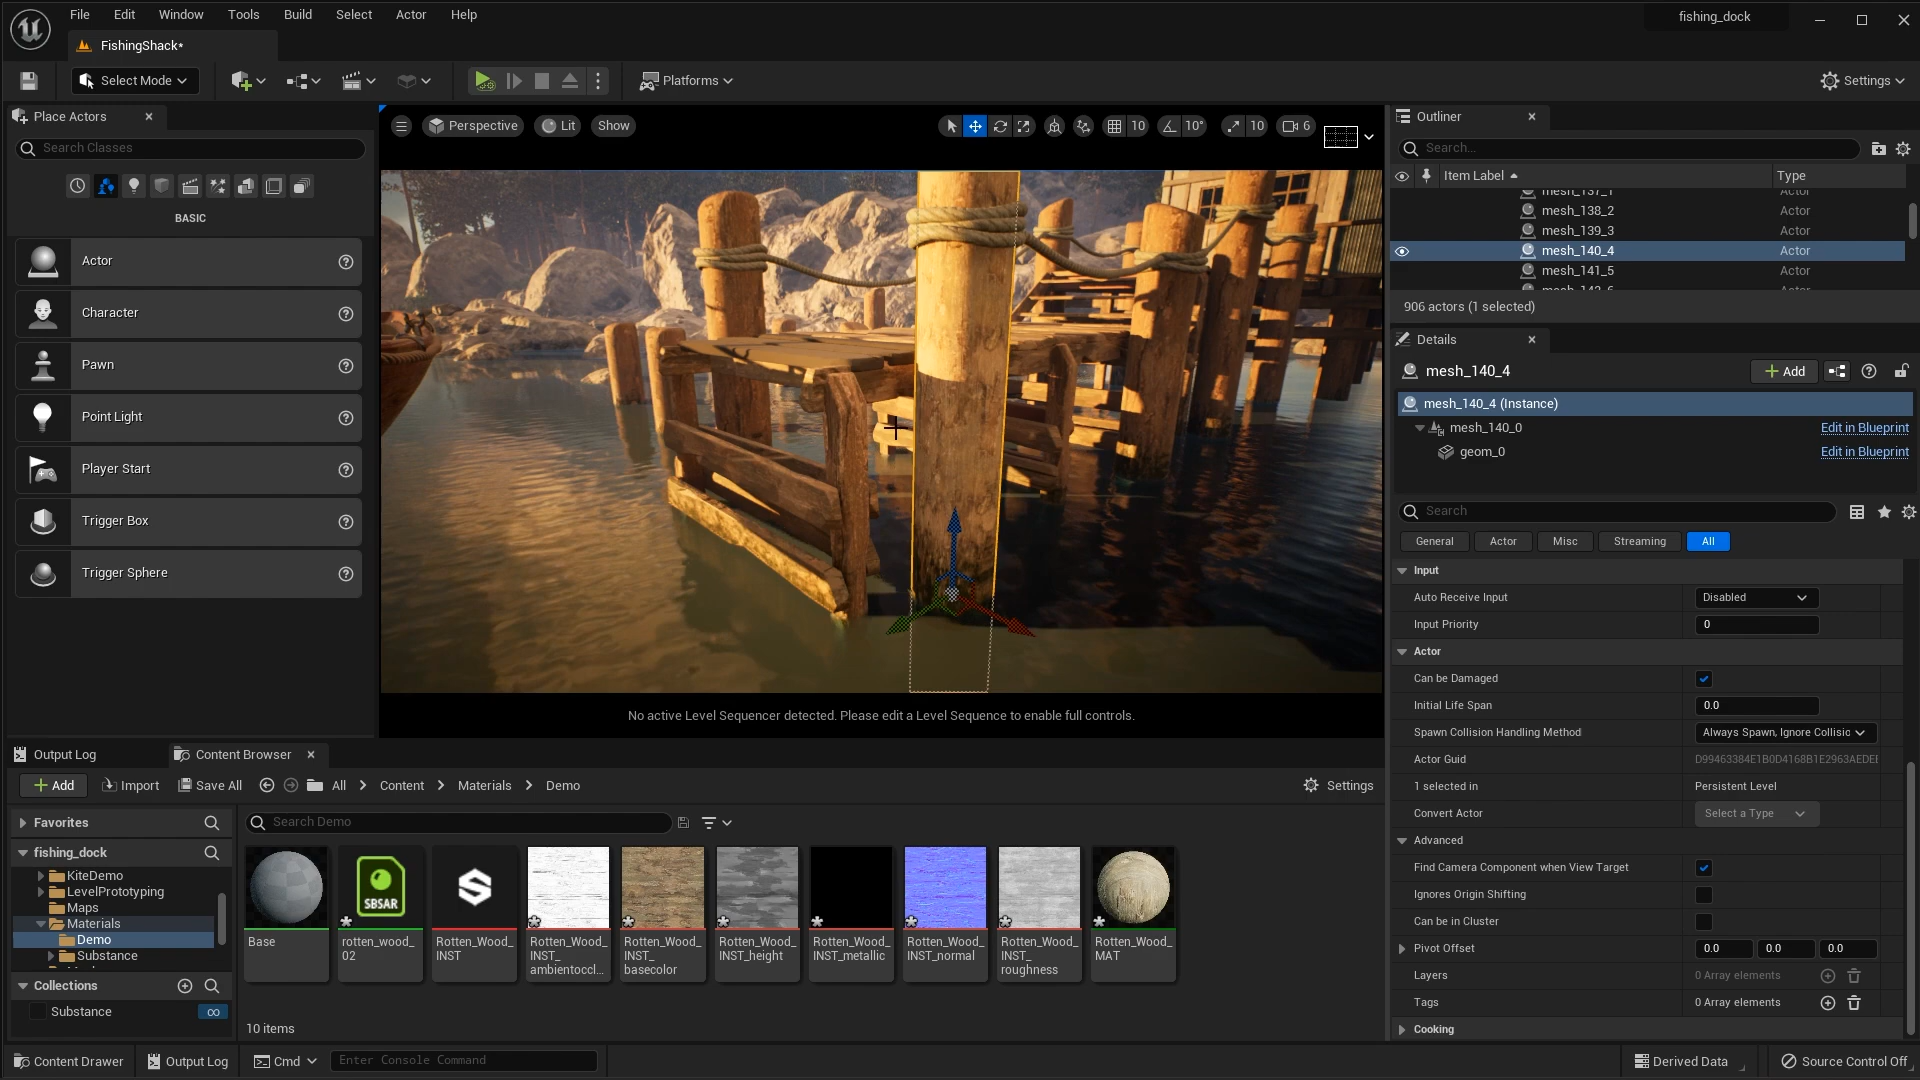 File Edit Window Tools Build Select Actor Help
fishing_dock
FishingShack*
Select Mode
Platforms
Settings
Place Actors
Search Classes
BASIC
Actor
Character
Pawn
Point Light
Player Start
Trigger Box
Trigger Sphere
Perspective
Lit
Show
10
10°
10
6
No active Level Sequencer detected. Please edit a Level Sequence to enable full controls.
Outliner
Search...
Item Label Type
mesh_137_1 Actor
mesh_138_2 Actor
mesh_139_3 Actor
mesh_140_4 Actor
mesh_141_5 Actor
906 actors (1 selected)
Details
mesh_140_4
Add
mesh_140_4 (Instance)
mesh_140_0 Edit in Blueprint
geom_0 Edit in Blueprint
Search
General Actor Misc Streaming All
Input
Auto Receive Input Disabled
Input Priority 0
Actor
Can be Damaged
Initial Life Span 0.0
Spawn Collision Handling Method Always Spawn, Ignore Collisic
Actor Guid D99463384E1B0D4168B1E2963AEDEE
1 selected in Persistent Level
Convert Actor Select a Type
Advanced
Find Camera Component when View Target
Ignores Origin Shifting
Can be in Cluster
Pivot Offset 0.0 0.0 0.0
Layers 0 Array elements
Tags 0 Array elements
Cooking
Output Log
Content Browser
Add
Import
Save All
All > Content > Materials > Demo
Settings
Favorites
fishing_dock
KiteDemo
LevelPrototyping
Maps
Materials
Demo
Substance
Collections
Substance
Search Demo
SBSAR
Base
rotten_wood_
02
Rotten_Wood_
INST
Rotten_Wood_
INST_
ambientoccl...
Rotten_Wood_
INST_
basecolor
Rotten_Wood_
INST_height
Rotten_Wood_
INST_metallic
Rotten_Wood_
INST_normal
Rotten_Wood_
INST_
roughness
Rotten_Wood_
MAT
10 items
Content Drawer
Output Log
Cmd
Enter Console Command
Derived Data
Source Control Off